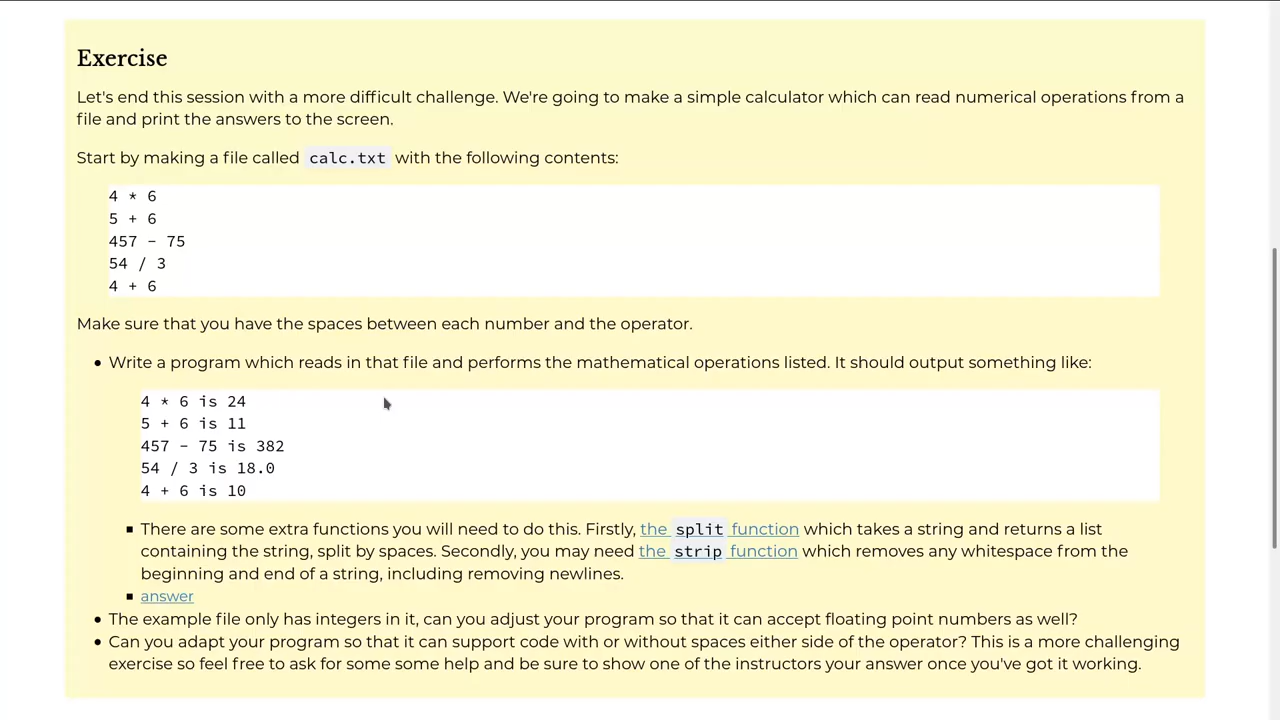 Exercise
Let's end this session with a more difficult challenge. We're going to make a simple calculator which can read numerical operations from a
file and print the answers to the screen.
Start by making a file called calc.txt with the following contents:
4 * 6
5 + 6
457 - 75
54 / 3
4 + 6
Make sure that you have the spaces between each number and the operator.
• Write a program which reads in that file and performs the mathematical operations listed. It should output something like:
4 * 6 is 24
5 + 6 is 11
457 - 75 is 382
54 / 3 is 18.0
4 + 6 is 10
▪ There are some extra functions you will need to do this. Firstly, the split function which takes a string and returns a list
containing the string, split by spaces. Secondly, you may need the strip function which removes any whitespace from the
beginning and end of a string, including removing newlines.
▪ answer
• The example file only has integers in it, can you adjust your program so that it can accept floating point numbers as well?
• Can you adapt your program so that it can support code with or without spaces either side of the operator? This is a more challenging
exercise so feel free to ask for some some help and be sure to show one of the instructors your answer once you've got it working.